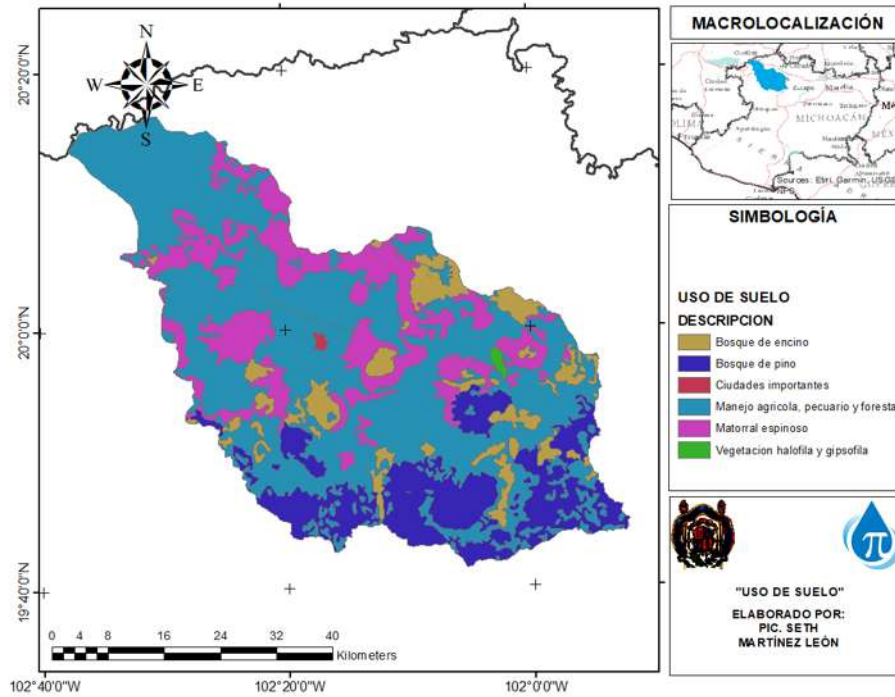 N
W E
S
20°20'0"N
20°0'0"N
19°40'0"N
0 4 8 16 24 32 40
Kilometers
102°40'0"W 102°20'0"W 102°0'0"W
MACROLOCALIZACIÓN
MICHOACÁN
Sources: Esri, Garmin, USGS
NPS
SIMBOLOGÍA
USO DE SUELO
DESCRIPCION
Bosque de encino
Bosque de pino
Ciudades importantes
Manejo agricola, pecuario y foresta
Matorral espinoso
Vegetacion halofila y gipsofila
π
"USO DE SUELO"
ELABORADO POR:
PIC. SETH
MARTÍNEZ LEÓN